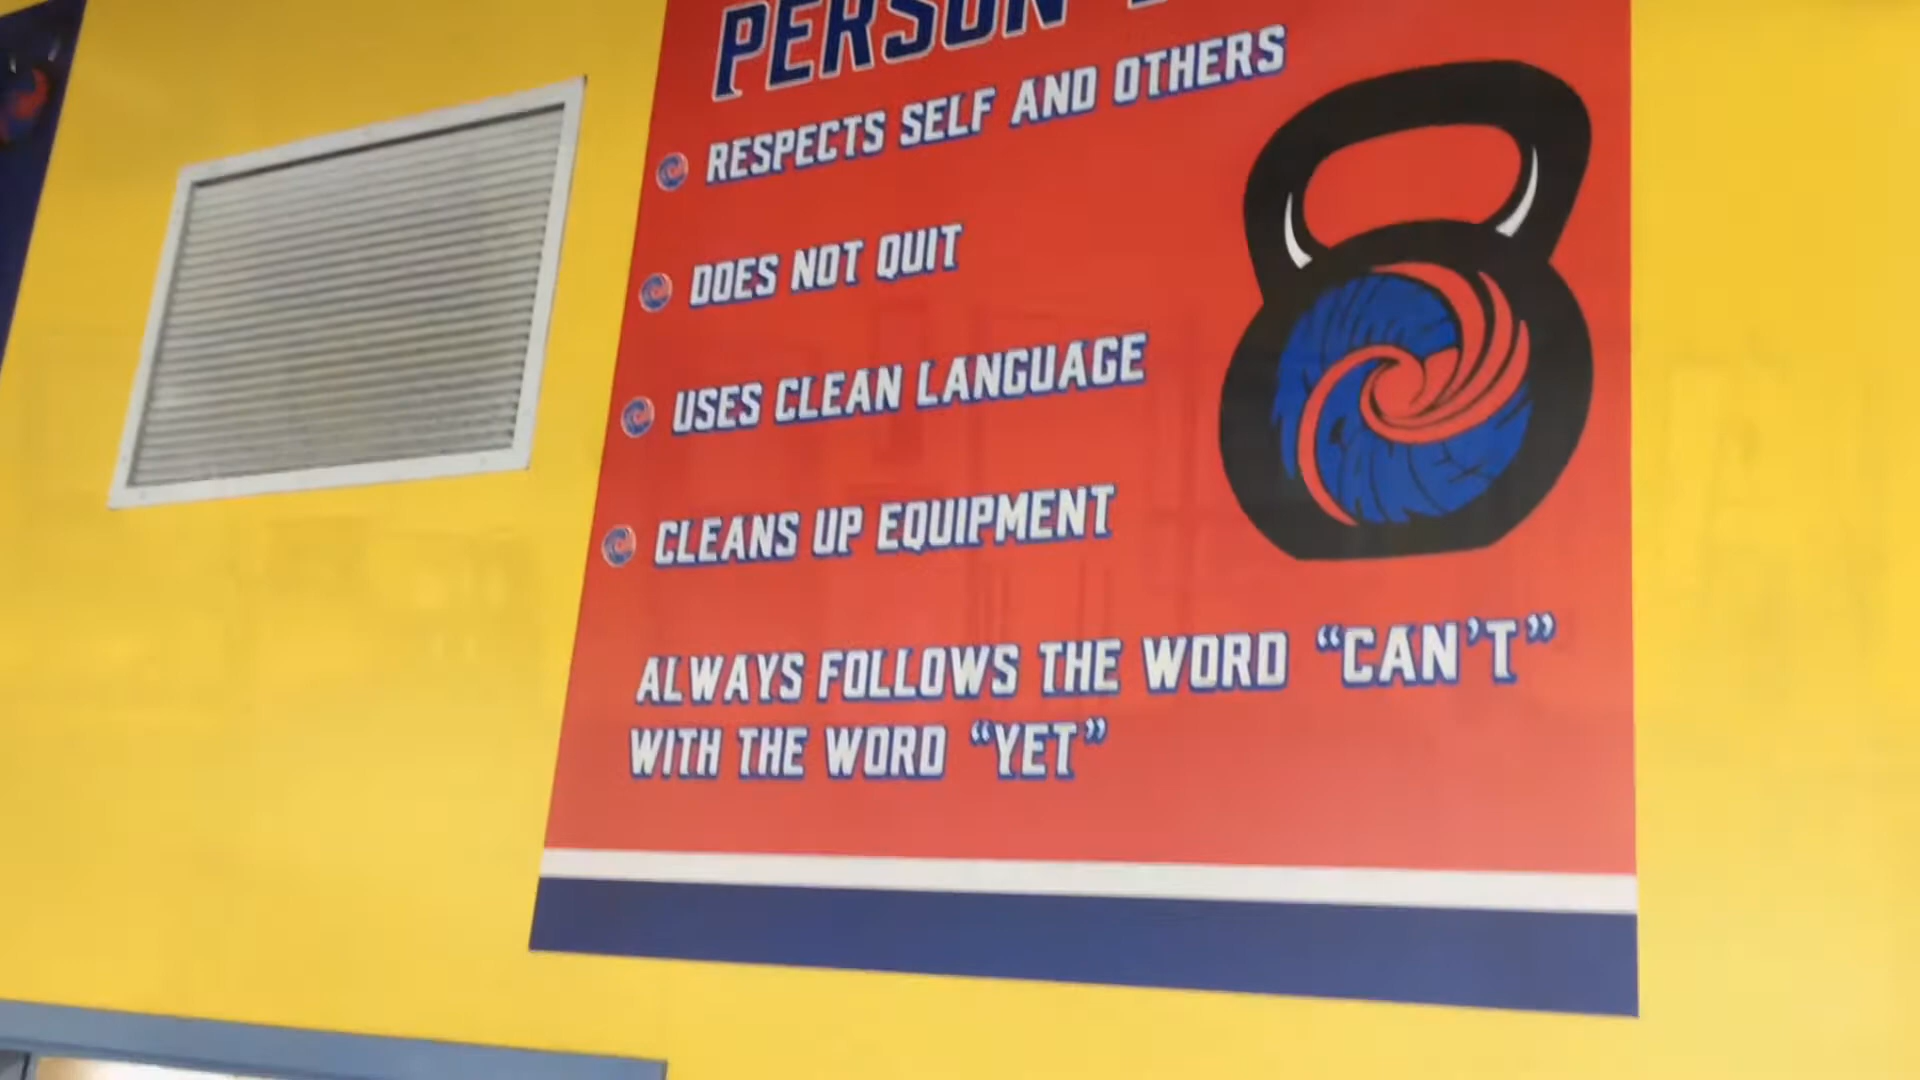 PERSON
RESPECTS SELF AND OTHERS
DOES NOT QUIT
USES CLEAN LANGUAGE
CLEANS UP EQUIPMENT
ALWAYS FOLLOWS THE WORD “CAN’T”
WITH THE WORD “YET”